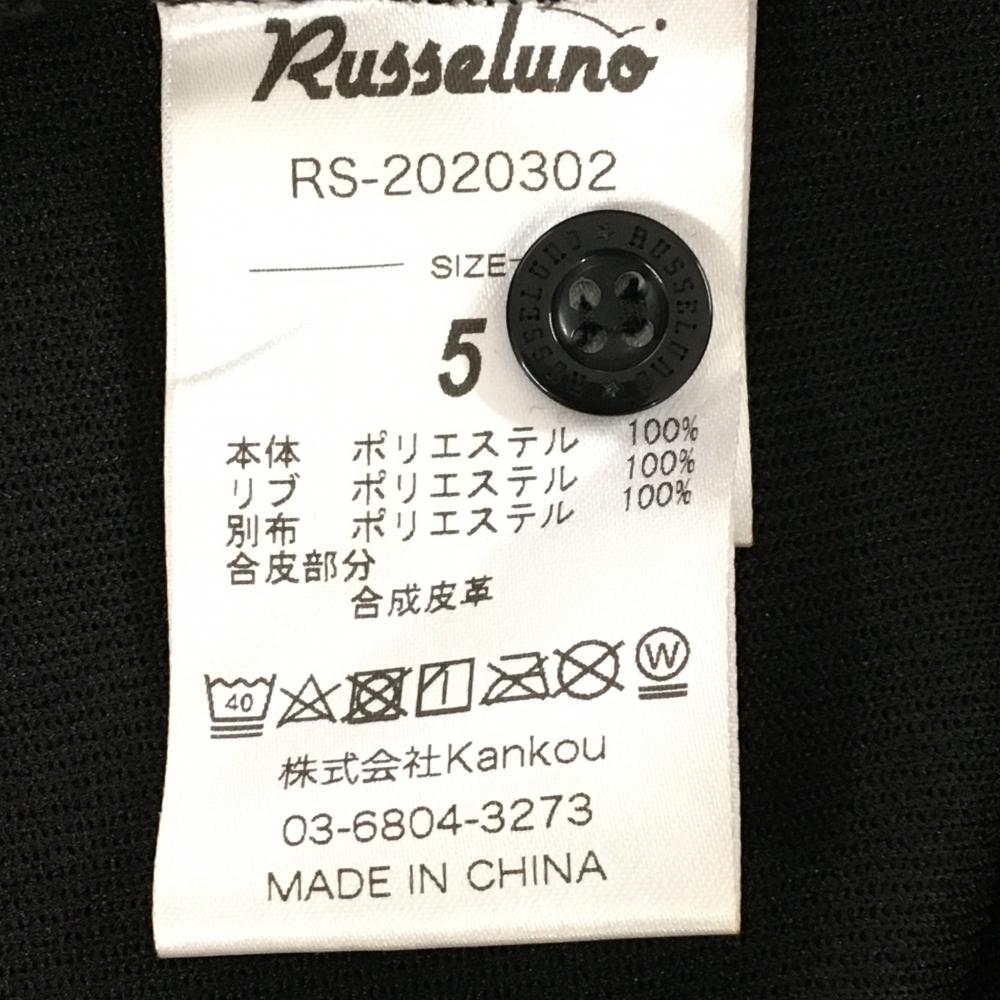 Russeluno
RS-2020302
SIZE
5
RUSSELUNO * RUSSELUNO *
本体 ポリエステル 100%
リブ ポリエステル 100%
別布 ポリエステル 100%
合皮部分
合成皮革
40
W
株式会社Kankou
03-6804-3273
MADE IN CHINA